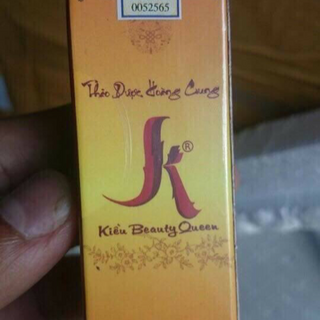 0052565
Thảo Dược Hoàng Cung
K®
Kiều Beauty Queen